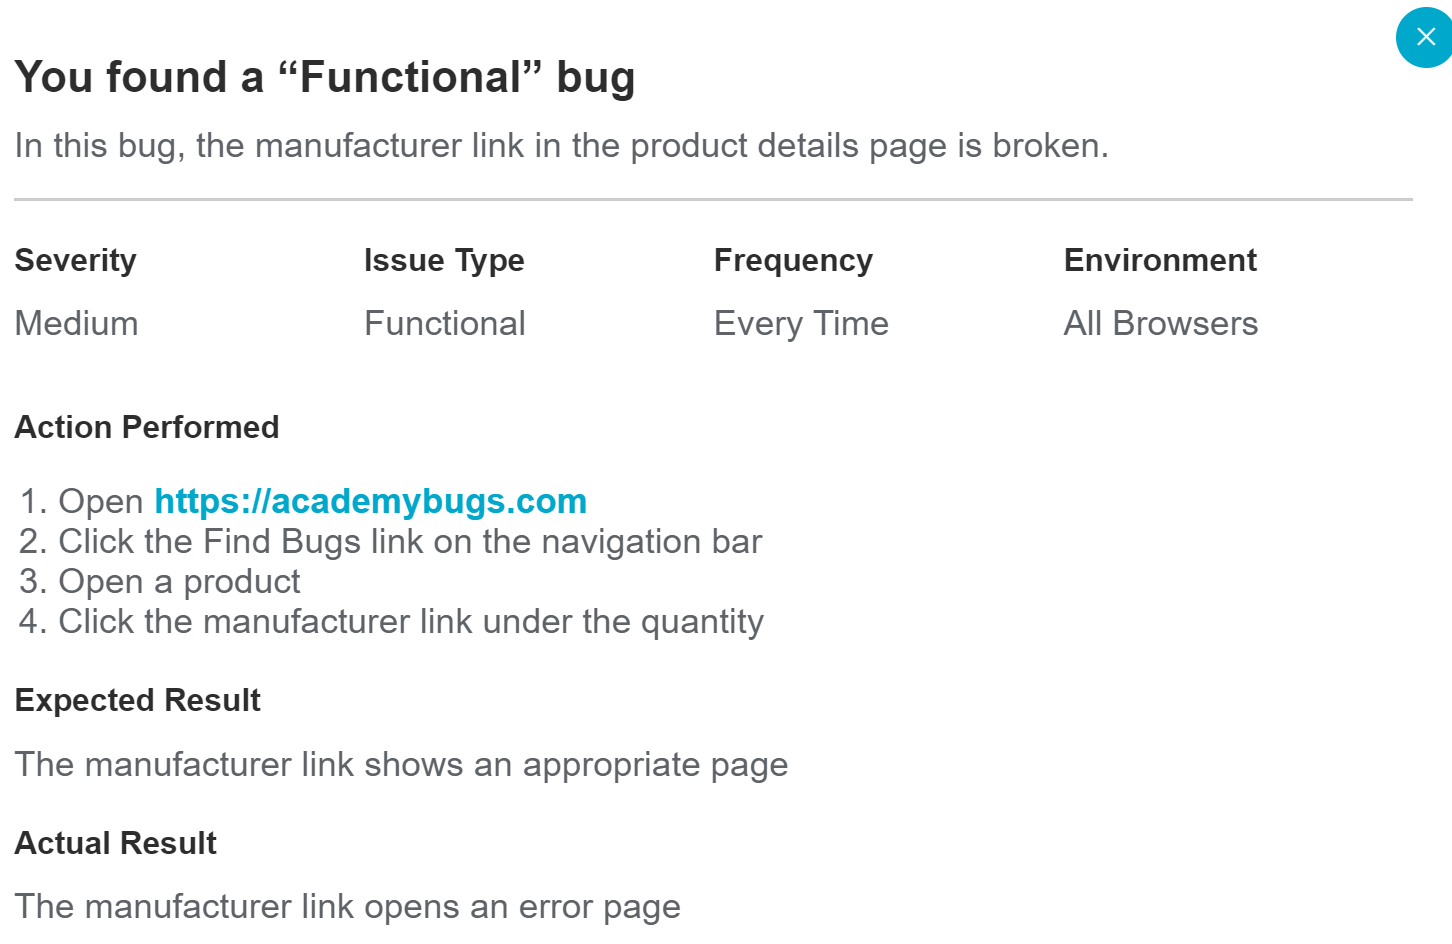 You found a “Functional” bug
In this bug, the manufacturer link in the product details page is broken.
Severity
Issue Type
Frequency
Environment
Medium
Functional
Every Time
All Browsers
Action Performed
1. Open https://academybugs.com
2. Click the Find Bugs link on the navigation bar
3. Open a product
4. Click the manufacturer link under the quantity
Expected Result
The manufacturer link shows an appropriate page
Actual Result
The manufacturer link opens an error page